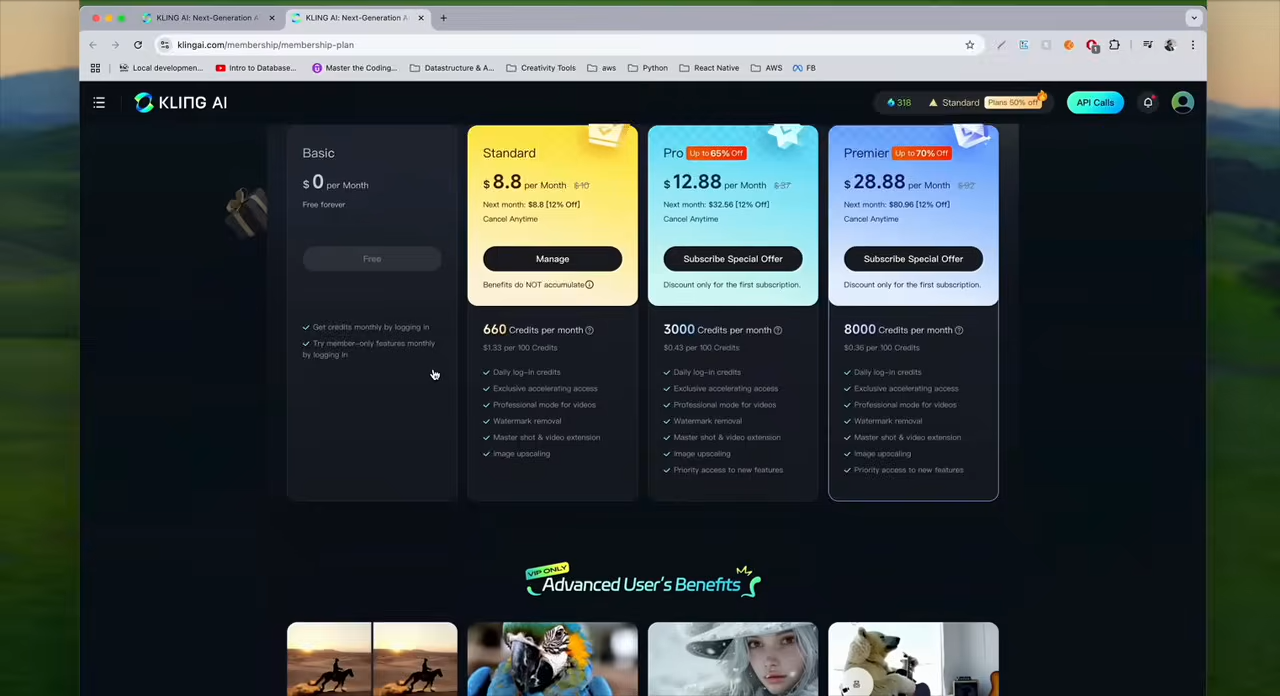 KLING AI: Next-Generation A
KLING AI: Next-Generation A
klingai.com/membership/membership-plan
Local developmen...
Intro to Database...
Master the Coding...
Datastructure & A...
Creativity Tools
aws
Python
React Native
AWS
FB
KLING AI
318
Standard
Plans 50% off
API Calls
Basic
$ 0 per Month
Free forever
Free
Get credits monthly by logging in
Try member-only features monthly
by logging in
Standard
$ 8.8 per Month $10
Next month: $8.8 [12% Off]
Cancel Anytime
Manage
Benefits do NOT accumulate
660 Credits per month
$1.33 per 100 Credits
Daily log-in credits
Exclusive accelerating access
Professional mode for videos
Watermark removal
Master shot & video extension
Image upscaling
Pro Up to 65% Off
$ 12.88 per Month $37
Next month: $32.56 [12% Off]
Cancel Anytime
Subscribe Special Offer
Discount only for the first subscription.
3000 Credits per month
$0.43 per 100 Credits
Daily log-in credits
Exclusive accelerating access
Professional mode for videos
Watermark removal
Master shot & video extension
Image upscaling
Priority access to new features
Premier Up to 70% Off
$ 28.88 per Month $92
Next month: $80.96 [12% Off]
Cancel Anytime
Subscribe Special Offer
Discount only for the first subscription.
8000 Credits per month
$0.36 per 100 Credits
Daily log-in credits
Exclusive accelerating access
Professional mode for videos
Watermark removal
Master shot & video extension
Image upscaling
Priority access to new features
VIP ONLY
Advanced User's Benefits